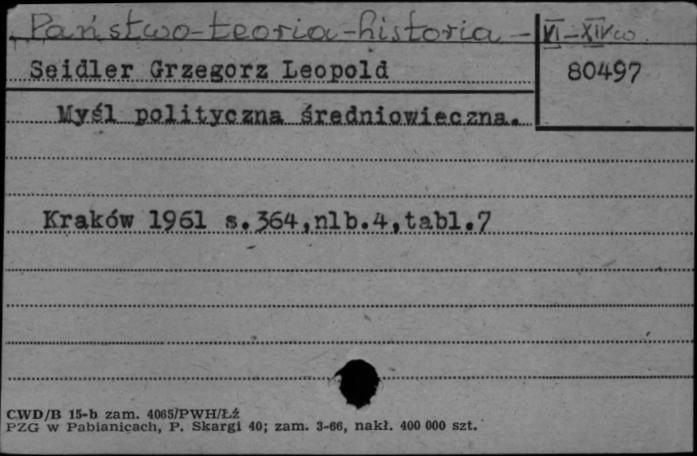 Państwo-teoria-historia - VI-XIV w.
Seidler Grzegorz Leopold
80497
Myśl polityczna średniowieczna.
Kraków 1961 s.364,nlb.4,tabl.7
CWD/B 15-b zam. 4065/PWH/Łź
PZG w Pabianicach, P. Skargi 40; zam. 3-66, nakł. 400 000 szt.